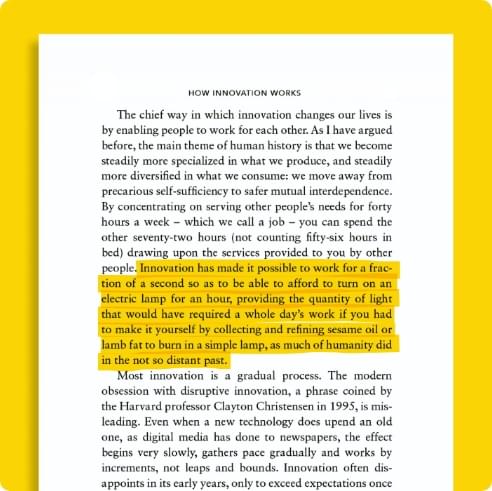 HOW INNOVATION WORKS
The chief way in which innovation changes our lives is
by enabling people to work for each other. As I have argued
before, the main theme of human history is that we become
steadily more specialized in what we produce, and steadily
more diversified in what we consume: we move away from
precarious self-sufficiency to safer mutual interdependence.
By concentrating on serving other people's needs for forty
hours a week – which we call a job – you can spend the
other seventy-two hours (not counting fifty-six hours in
bed) drawing upon the services provided to you by other
people. Innovation has made it possible to work for a frac-
tion of a second so as to be able to afford to turn on an
electric lamp for an hour, providing the quantity of light
that would have required a whole day's work if you had
to make it yourself by collecting and refining sesame oil or
lamb fat to burn in a simple lamp, as much of humanity did
in the not so distant past.
Most innovation is a gradual process. The modern
obsession with disruptive innovation, a phrase coined by
the Harvard professor Clayton Christensen in 1995, is mis-
leading. Even when a new technology does upend an old
one, as digital media has done to newspapers, the effect
begins very slowly, gathers pace gradually and works by
increments, not leaps and bounds. Innovation often dis-
appoints in its early years, only to exceed expectations once